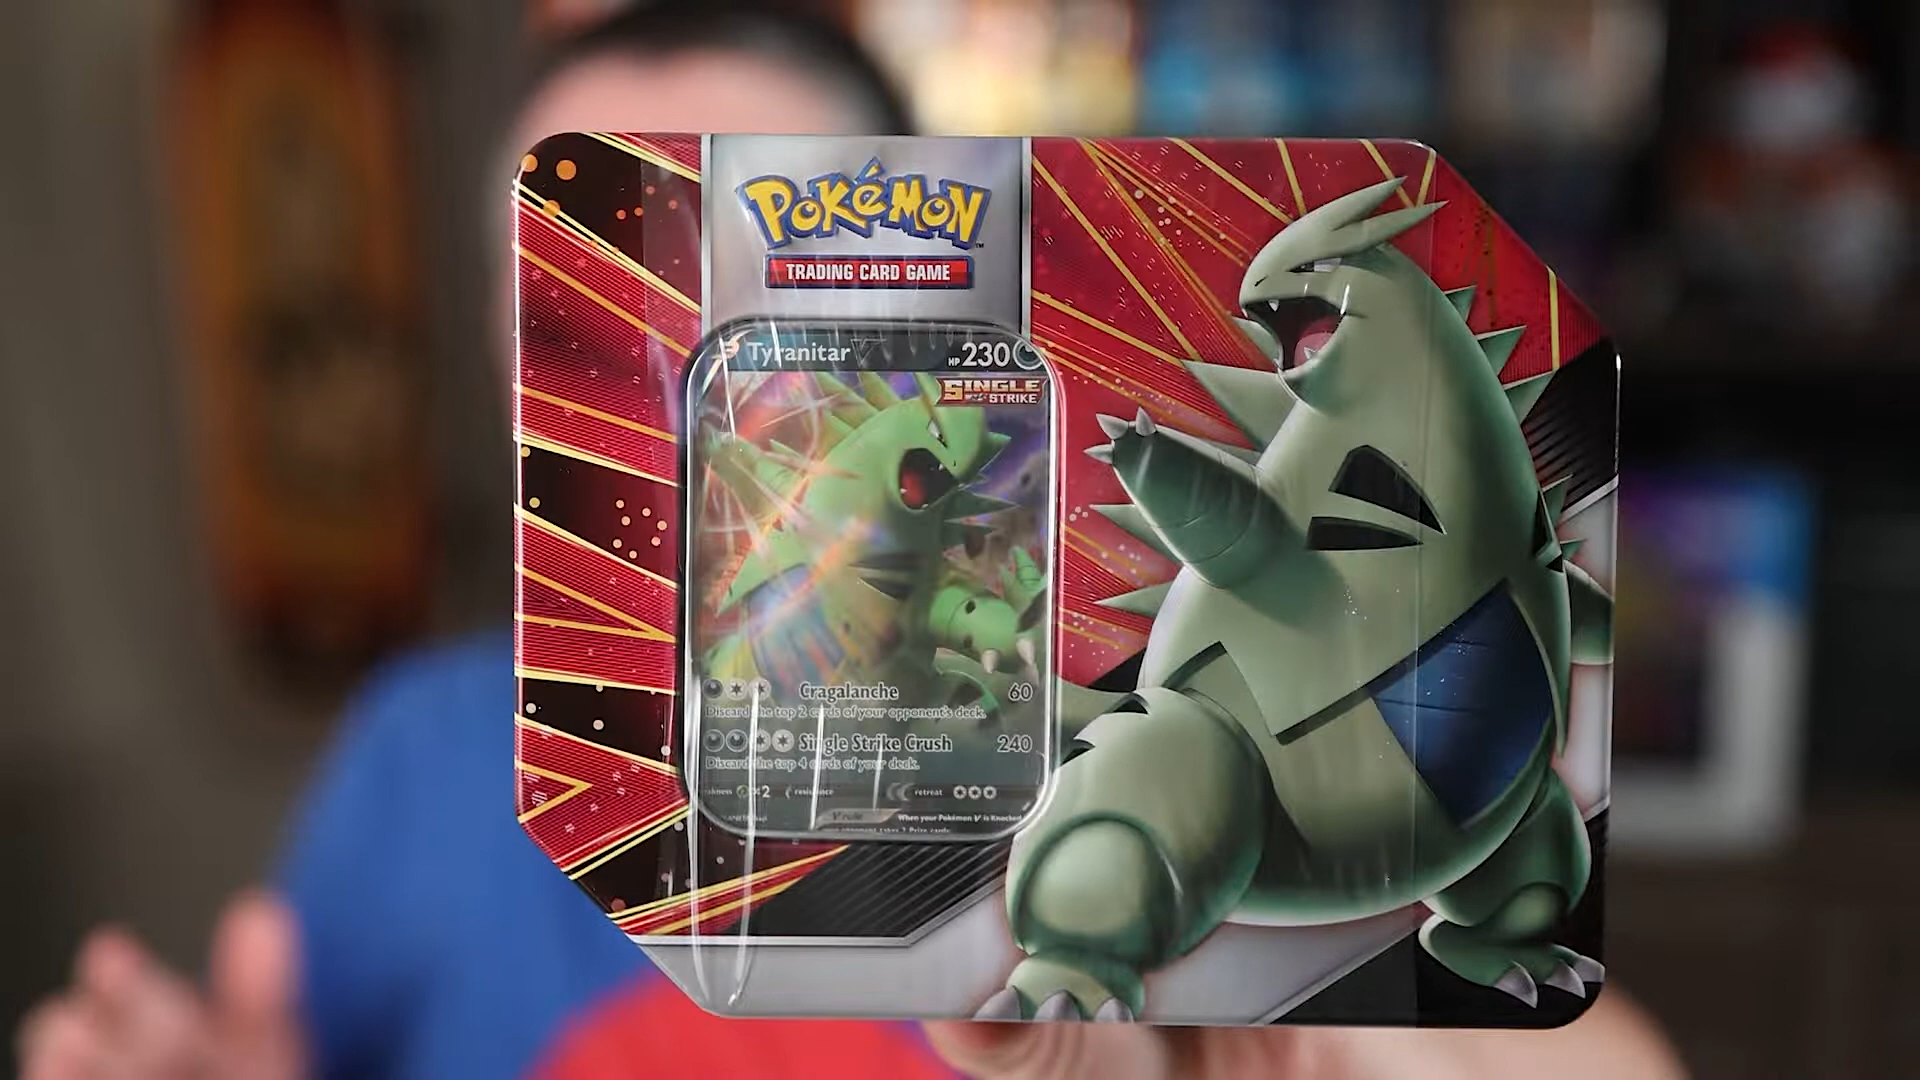 POKéMON
TRADING CARD GAME
Tyranitar V HP 230
SINGLE
STRIKE
Cragalanche 60
Discard the top 2 cards of your opponent's deck.
Single Strike Crush 240
Discard the top 4 cards of your deck.
×2 resistance retreat
V rule When your Pokémon V is Knocked